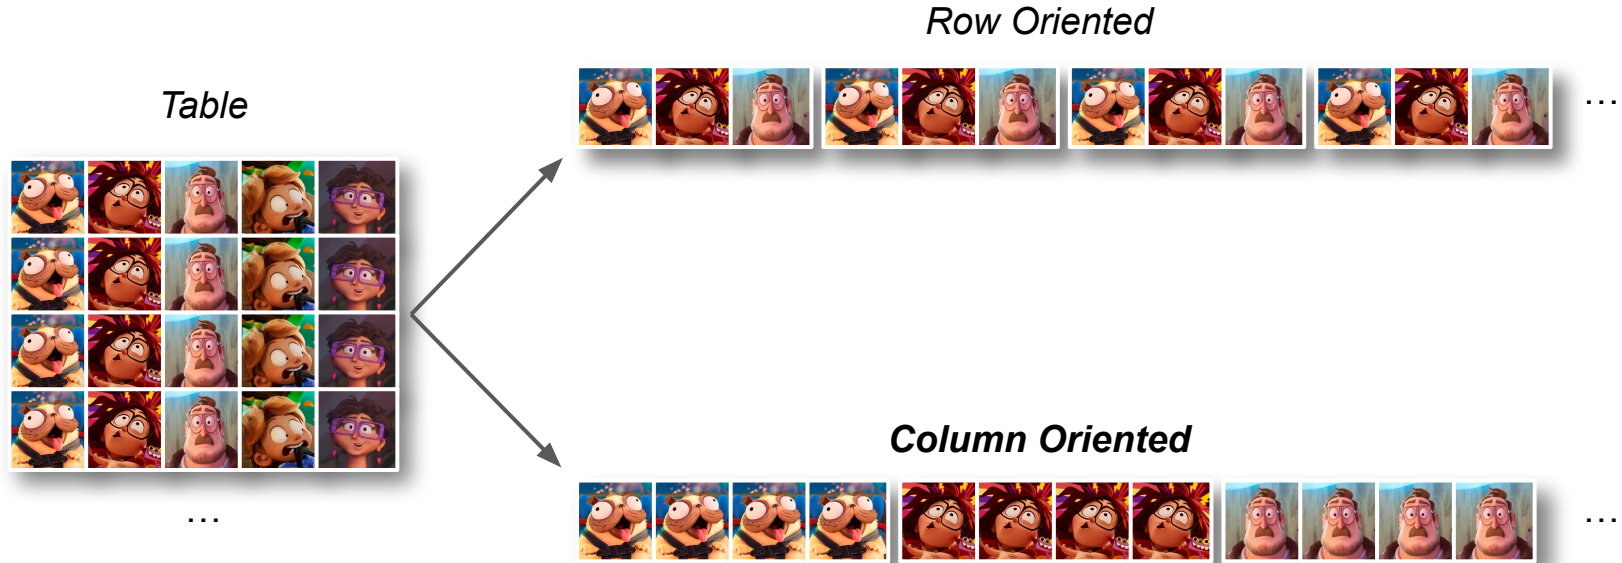 Row Oriented
Table
…
Column Oriented
…
…